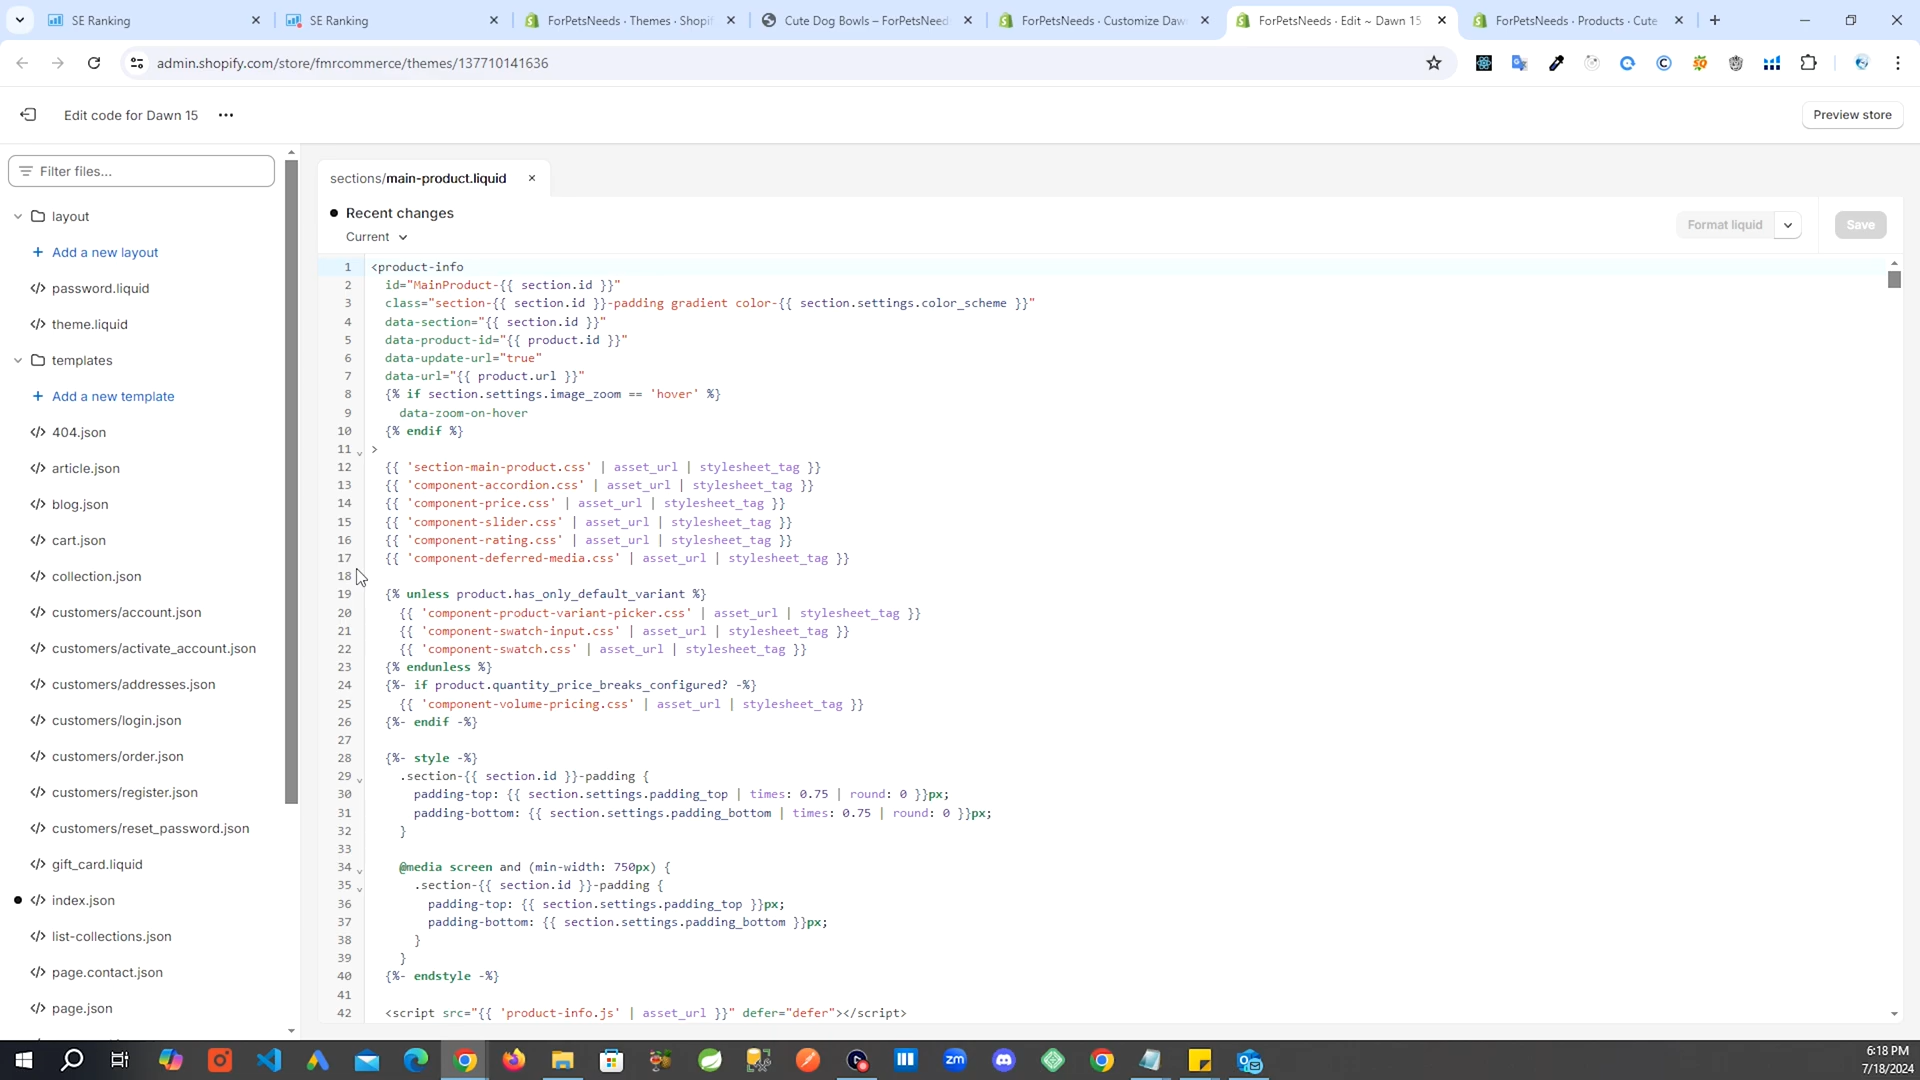 SE Ranking
SE Ranking
ForPetsNeeds · Themes · Shopif
Cute Dog Bowls – ForPetsNeed
ForPetsNeeds · Customize Daw
ForPetsNeeds · Edit ~ Dawn 15
ForPetsNeeds · Products · Cute
admin.shopify.com/store/fmrcommerce/themes/137710141636
Edit code for Dawn 15
Preview store
Filter files...
layout
Add a new layout
password.liquid
theme.liquid
templates
Add a new template
404.json
article.json
blog.json
cart.json
collection.json
customers/account.json
customers/activate_account.json
customers/addresses.json
customers/login.json
customers/order.json
customers/register.json
customers/reset_password.json
gift_card.liquid
index.json
list-collections.json
page.contact.json
page.json
sections/main-product.liquid
Recent changes
Current
Format liquid
Save
1 <product-info
2 id="MainProduct-{{ section.id }}"
3 class="section-{{ section.id }}-padding gradient color-{{ section.settings.color_scheme }}"
4 data-section="{{ section.id }}"
5 data-product-id="{{ product.id }}"
6 data-update-url="true"
7 data-url="{{ product.url }}"
8 {% if section.settings.image_zoom == 'hover' %}
9 data-zoom-on-hover
10 {% endif %}
11 >
12 {{ 'section-main-product.css' | asset_url | stylesheet_tag }}
13 {{ 'component-accordion.css' | asset_url | stylesheet_tag }}
14 {{ 'component-price.css' | asset_url | stylesheet_tag }}
15 {{ 'component-slider.css' | asset_url | stylesheet_tag }}
16 {{ 'component-rating.css' | asset_url | stylesheet_tag }}
17 {{ 'component-deferred-media.css' | asset_url | stylesheet_tag }}
18
19 {% unless product.has_only_default_variant %}
20 {{ 'component-product-variant-picker.css' | asset_url | stylesheet_tag }}
21 {{ 'component-swatch-input.css' | asset_url | stylesheet_tag }}
22 {{ 'component-swatch.css' | asset_url | stylesheet_tag }}
23 {% endunless %}
24 {%- if product.quantity_price_breaks_configured? -%}
25 {{ 'component-volume-pricing.css' | asset_url | stylesheet_tag }}
26 {%- endif -%}
27
28 {%- style -%}
29 .section-{{ section.id }}-padding {
30 padding-top: {{ section.settings.padding_top | times: 0.75 | round: 0 }}px;
31 padding-bottom: {{ section.settings.padding_bottom | times: 0.75 | round: 0 }}px;
32 }
33
34 @media screen and (min-width: 750px) {
35 .section-{{ section.id }}-padding {
36 padding-top: {{ section.settings.padding_top }}px;
37 padding-bottom: {{ section.settings.padding_bottom }}px;
38 }
39 }
40 {%- endstyle -%}
41
42 <script src="{{ 'product-info.js' | asset_url }}" defer="defer"></script>
zm
6:18 PM
7/18/2024